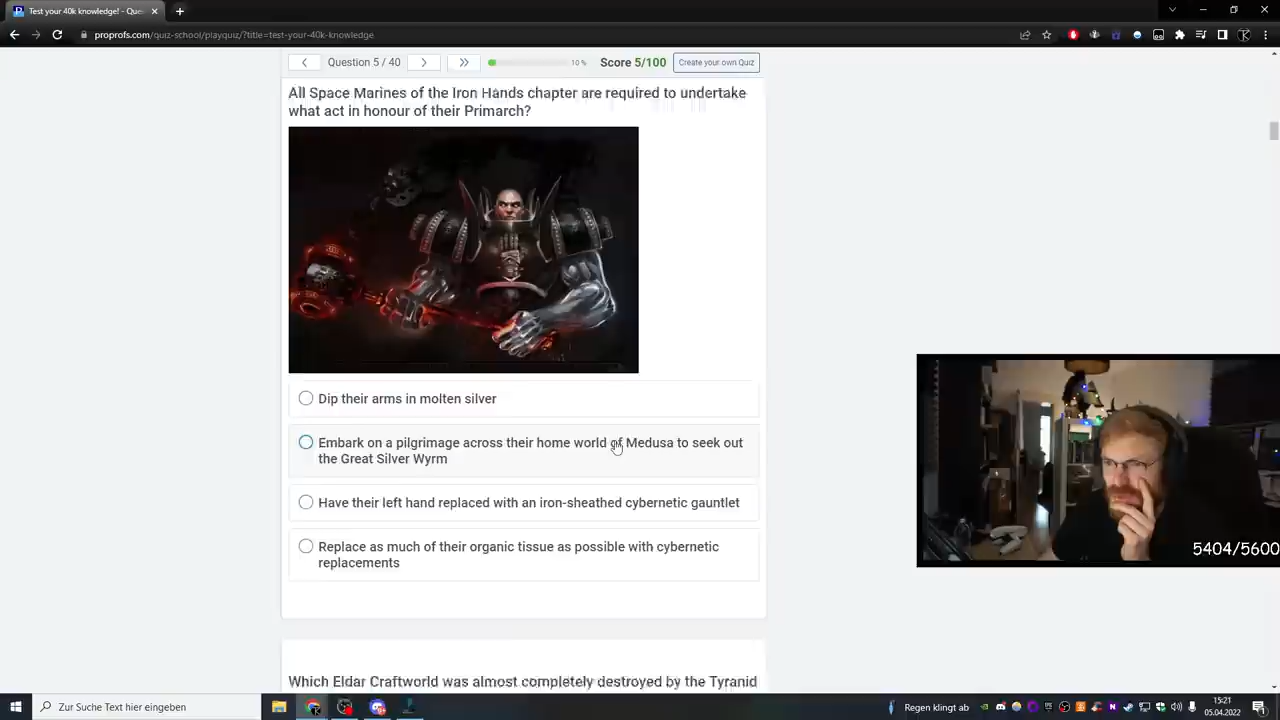 Test your 40k knowledge! - Que
proprofs.com/quiz-school/playquiz/?title=test-your-40k-knowledge
Question 5 / 40
10 %
Score 5/100
Create your own Quiz
All Space Marines of the Iron Hands chapter are required to undertake
what act in honour of their Primarch?
Dip their arms in molten silver
Embark on a pilgrimage across their home world of Medusa to seek out
the Great Silver Wyrm
Have their left hand replaced with an iron-sheathed cybernetic gauntlet
Replace as much of their organic tissue as possible with cybernetic
replacements
5404/5600
Which Eldar Craftworld was almost completely destroyed by the Tyranid
Zur Suche Text hier eingeben
Regen klingt ab
15:21
05.04.2022